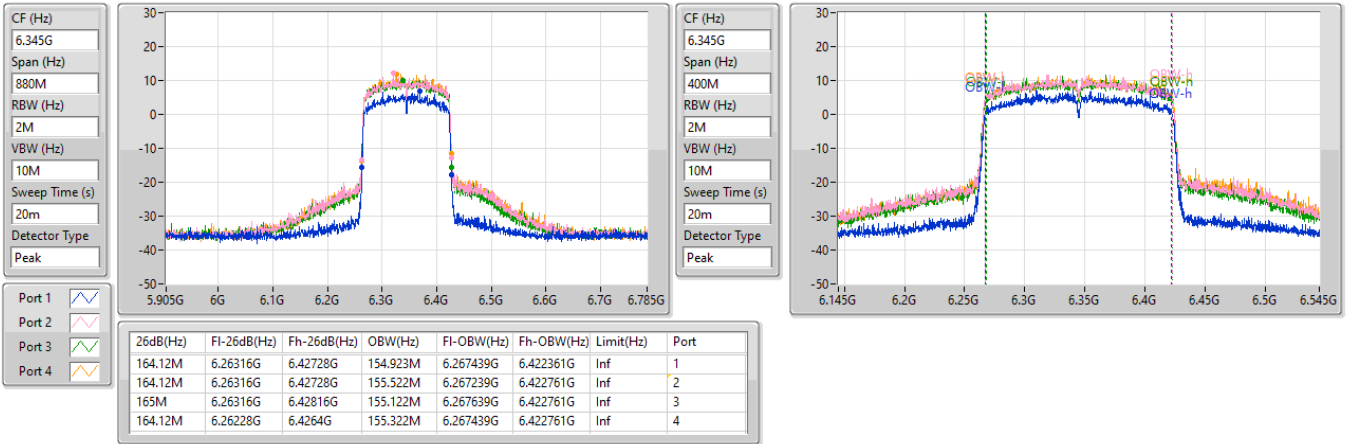 CF (Hz)
6.345G
Span (Hz)
880M
RBW (Hz)
2M
VBW (Hz)
10M
Sweep Time (s)
20m
Detector Type
Peak
30
20
10
0
-10
-20
-30
-40
-50
5.905G 6G 6.1G 6.2G 6.3G 6.4G 6.5G 6.6G 6.7G 6.785G
CF (Hz)
6.345G
Span (Hz)
400M
RBW (Hz)
2M
VBW (Hz)
10M
Sweep Time (s)
20m
Detector Type
Peak
30
20
10
0
-10
-20
-30
-40
-50
OBW-h
OBW-h
OBW-h
6.145G 6.2G 6.25G 6.3G 6.35G 6.4G 6.45G 6.5G 6.545G
Port 1
Port 2
Port 3
Port 4
26dB(Hz) Fl-26dB(Hz) Fh-26dB(Hz) OBW(Hz) Fl-OBW(Hz) Fh-OBW(Hz) Limit(Hz) Port
164.12M 6.26316G 6.42728G 154.923M 6.267439G 6.422361G Inf 1
164.12M 6.26316G 6.42728G 155.522M 6.267239G 6.422761G Inf 2
165M 6.26316G 6.42816G 155.122M 6.267639G 6.422761G Inf 3
164.12M 6.26228G 6.4264G 155.322M 6.267439G 6.422761G Inf 4